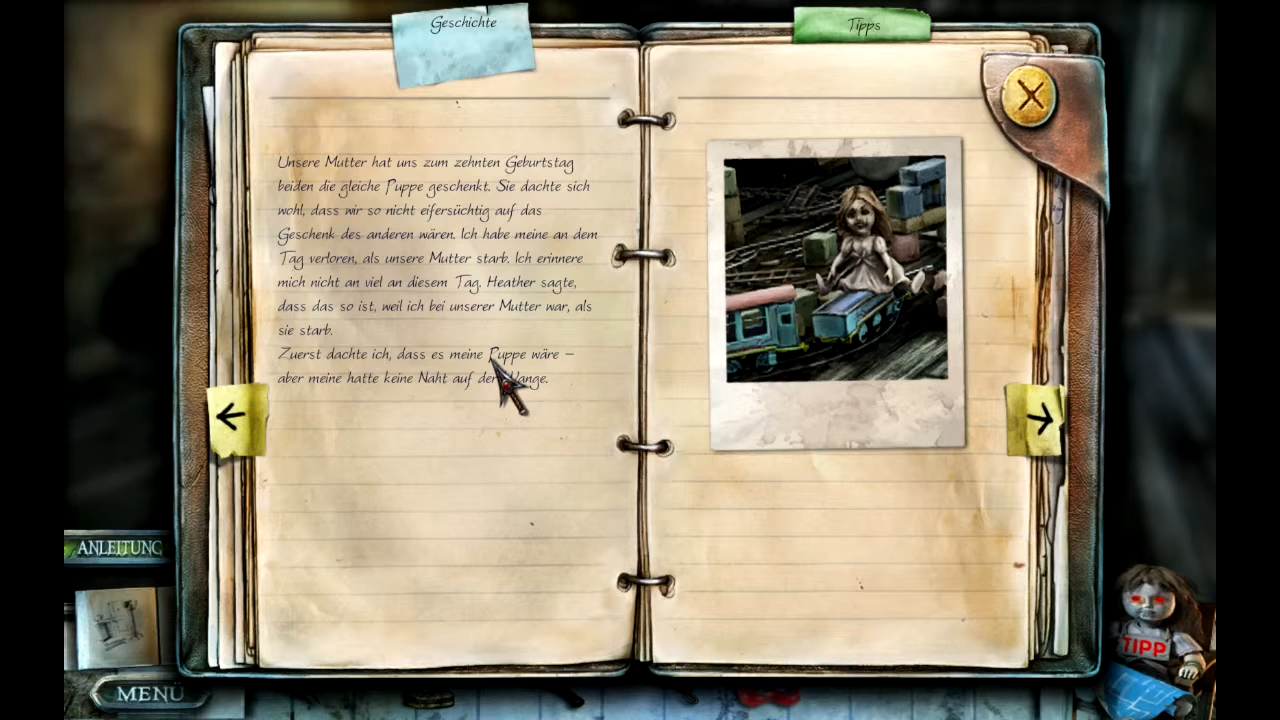 Geschichte
Tipps
Unsere Mutter hat uns zum zehnten Geburtstag
beiden die gleiche Puppe geschenkt. Sie dachte sich
wohl, dass wir so nicht eifersüchtig auf das
Geschenk des anderen wären. Ich habe meine an dem
Tag verloren, als unsere Mutter starb. Ich erinnere
mich nicht an viel an diesem Tag. Heather sagte,
dass das so ist, weil ich bei unserer Mutter war, als
sie starb.
Zuerst dachte ich, dass es meine Puppe wäre –
aber meine hatte keine Naht auf der Wange.
ANLEITUNG
MENÜ
TIPP